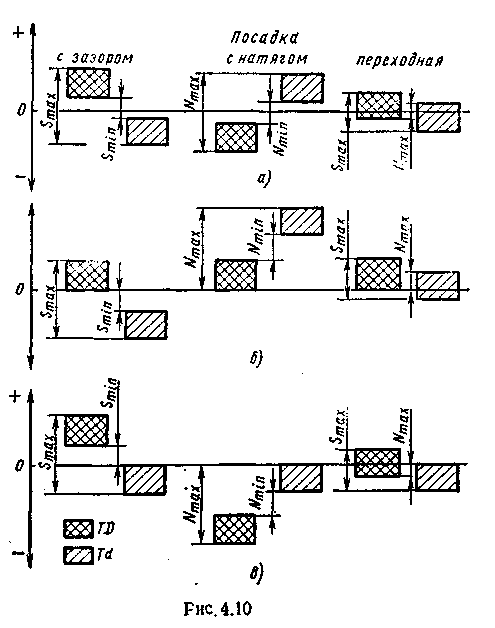 +
Посадка
с зазором
с натягом
переходная
0
Smax
Smin
Nmax
Nmin
Smax
Nmax
−
а)
0
Smax
Smin
Nmax
Nmin
Smax
Nmax
б)
+
0
Smax
Smin
Nmax
Nmin
Smax
Nmax
TD
Td
−
в)
Рис. 4.10